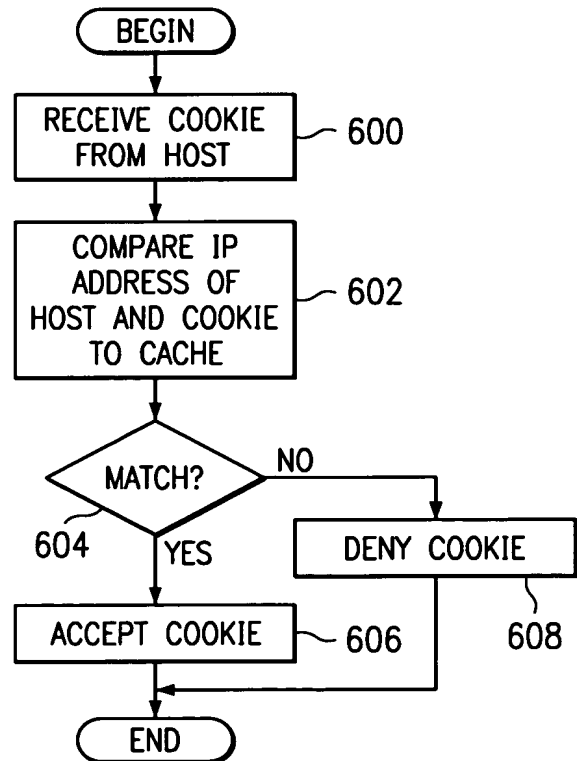 BEGIN
RECEIVE COOKIE
FROM HOST
600
COMPARE IP
ADDRESS OF
HOST AND COOKIE
TO CACHE
602
MATCH?
NO
604
YES
DENY COOKIE
608
ACCEPT COOKIE
606
END